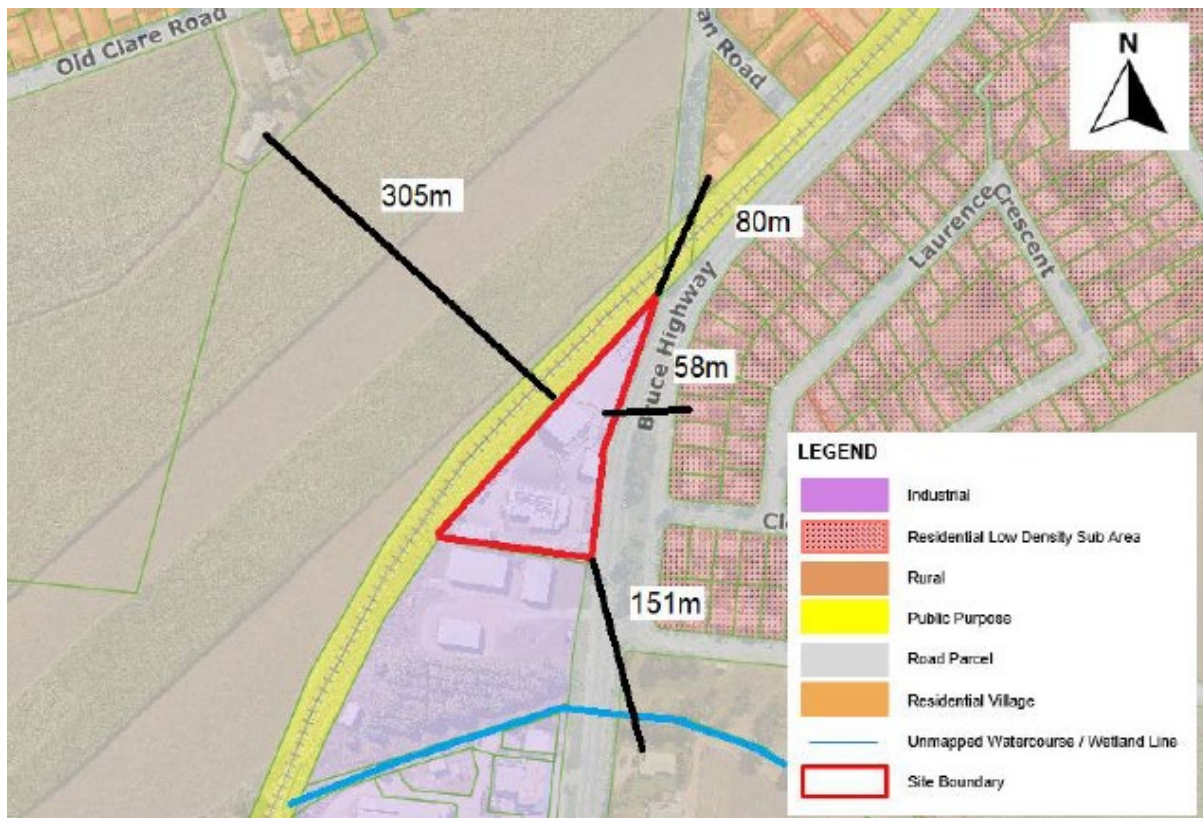 Old Clare Road
an Road
N
305m
80m
Laurence Crescent
Bruce Highway
58m
Cla
151m
LEGEND
Industrial
Residential Low Density Sub Area
Rural
Public Purpose
Road Parcel
Residential Village
Unmapped Watercourse / Wetland Line
Site Boundary